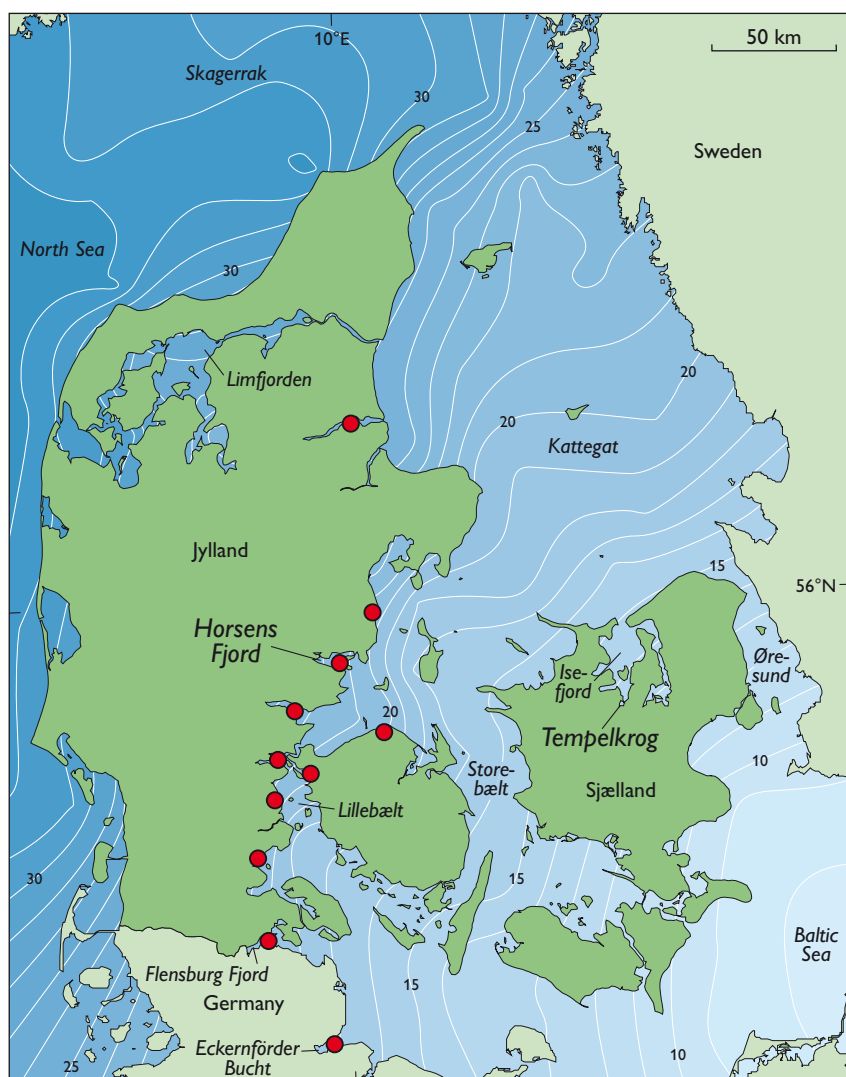 10°E
50 km
30
Skagerrak
30
25
Sweden
North Sea
30
Limfjorden
20
20
Kattegat
Jylland
15
56°N
Horsens
Fjord
Ise-
fjord
Øre-
sund
20
Tempelkrog
10
Store-
bælt
Sjælland
Lillebælt
30
15
Baltic
Sea
Flensburg Fjord
Germany
15
Eckernförder
Bucht
25
10